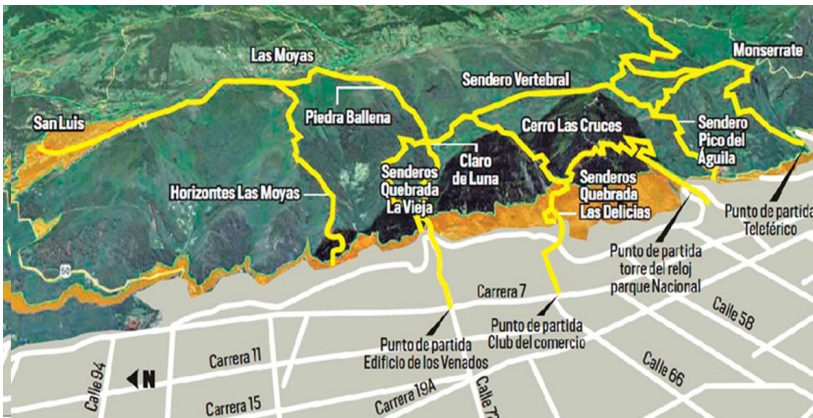 Las Moyas
Monserrate
Sendero Vertebral
San Luis
Piedra Ballena
Cerro Las Cruces
Sendero
Pico del
Águila
Claro
de Luna
Senderos
Quebrada
La Vieja
Senderos
Quebrada
Las Delicias
Horizontes Las Moyas
Punto de partida
Teleférico
Punto de partida
torre del reloj
parque Nacional
50
Carrera 7
Punto de partida
Edificio de los Venados
Punto de partida
Club del comercio
Calle 58
Carrera 11
Calle 94
N
Carrera 19A
Calle 66
Carrera 15
Calle